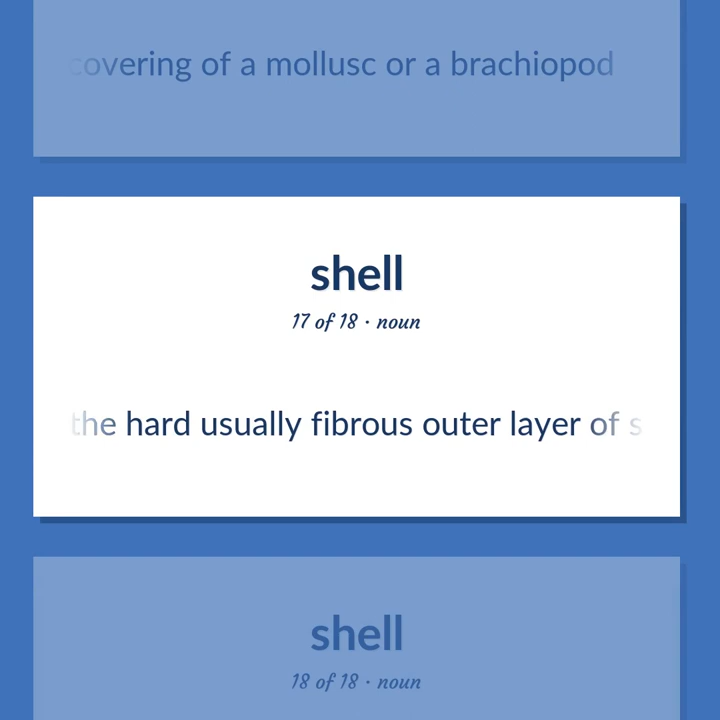 covering of a mollusc or a brachiopod
shell
17 of 18 · noun
the hard usually fibrous outer layer of s
shell
18 of 18 · noun